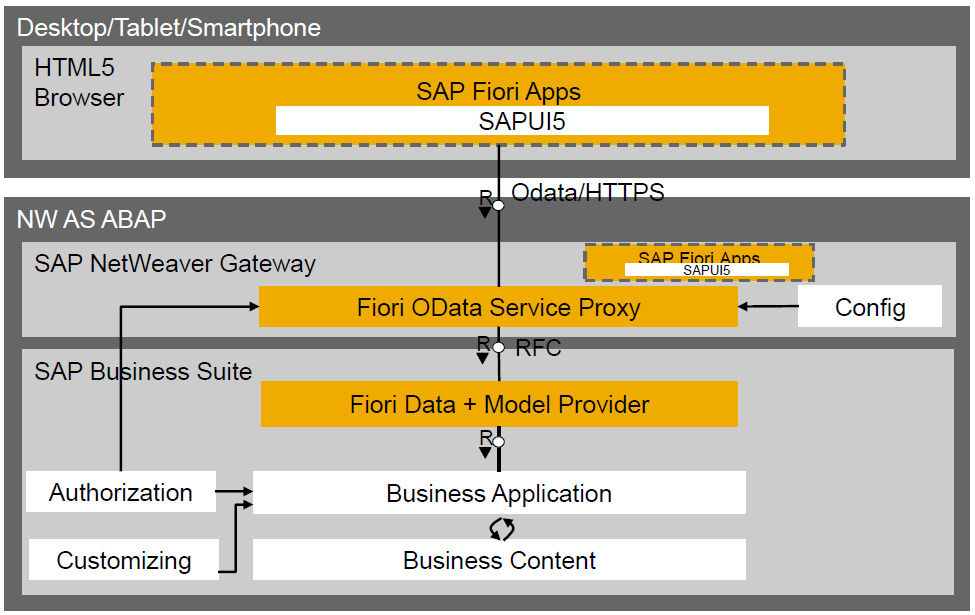 Desktop/Tablet/Smartphone
HTML5
Browser
SAP Fiori Apps
SAPUI5
R
Odata/HTTPS
NW AS ABAP
SAP NetWeaver Gateway
SAP Fiori Apps
SAPUI5
Fiori OData Service Proxy
Config
R
RFC
SAP Business Suite
Fiori Data + Model Provider
R
Authorization
Business Application
Customizing
Business Content